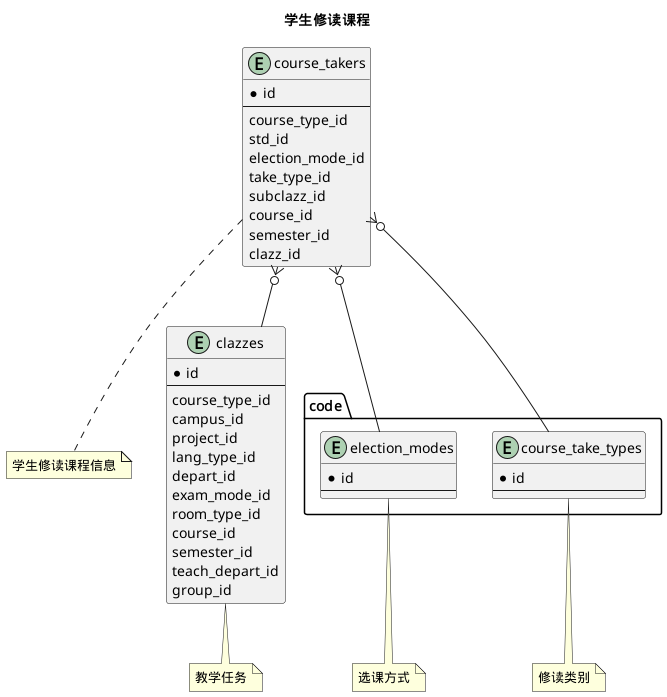 学生修读课程
E course_takers
id
course_type_id
std_id
election_mode_id
take_type_id
subclazz_id
course_id
semester_id
clazz_id
E clazzes
id
course_type_id
campus_id
project_id
lang_type_id
depart_id
exam_mode_id
room_type_id
course_id
semester_id
teach_depart_id
group_id
code
E election_modes
id
E course_take_types
id
学生修读课程信息
教学任务
选课方式
修读类别